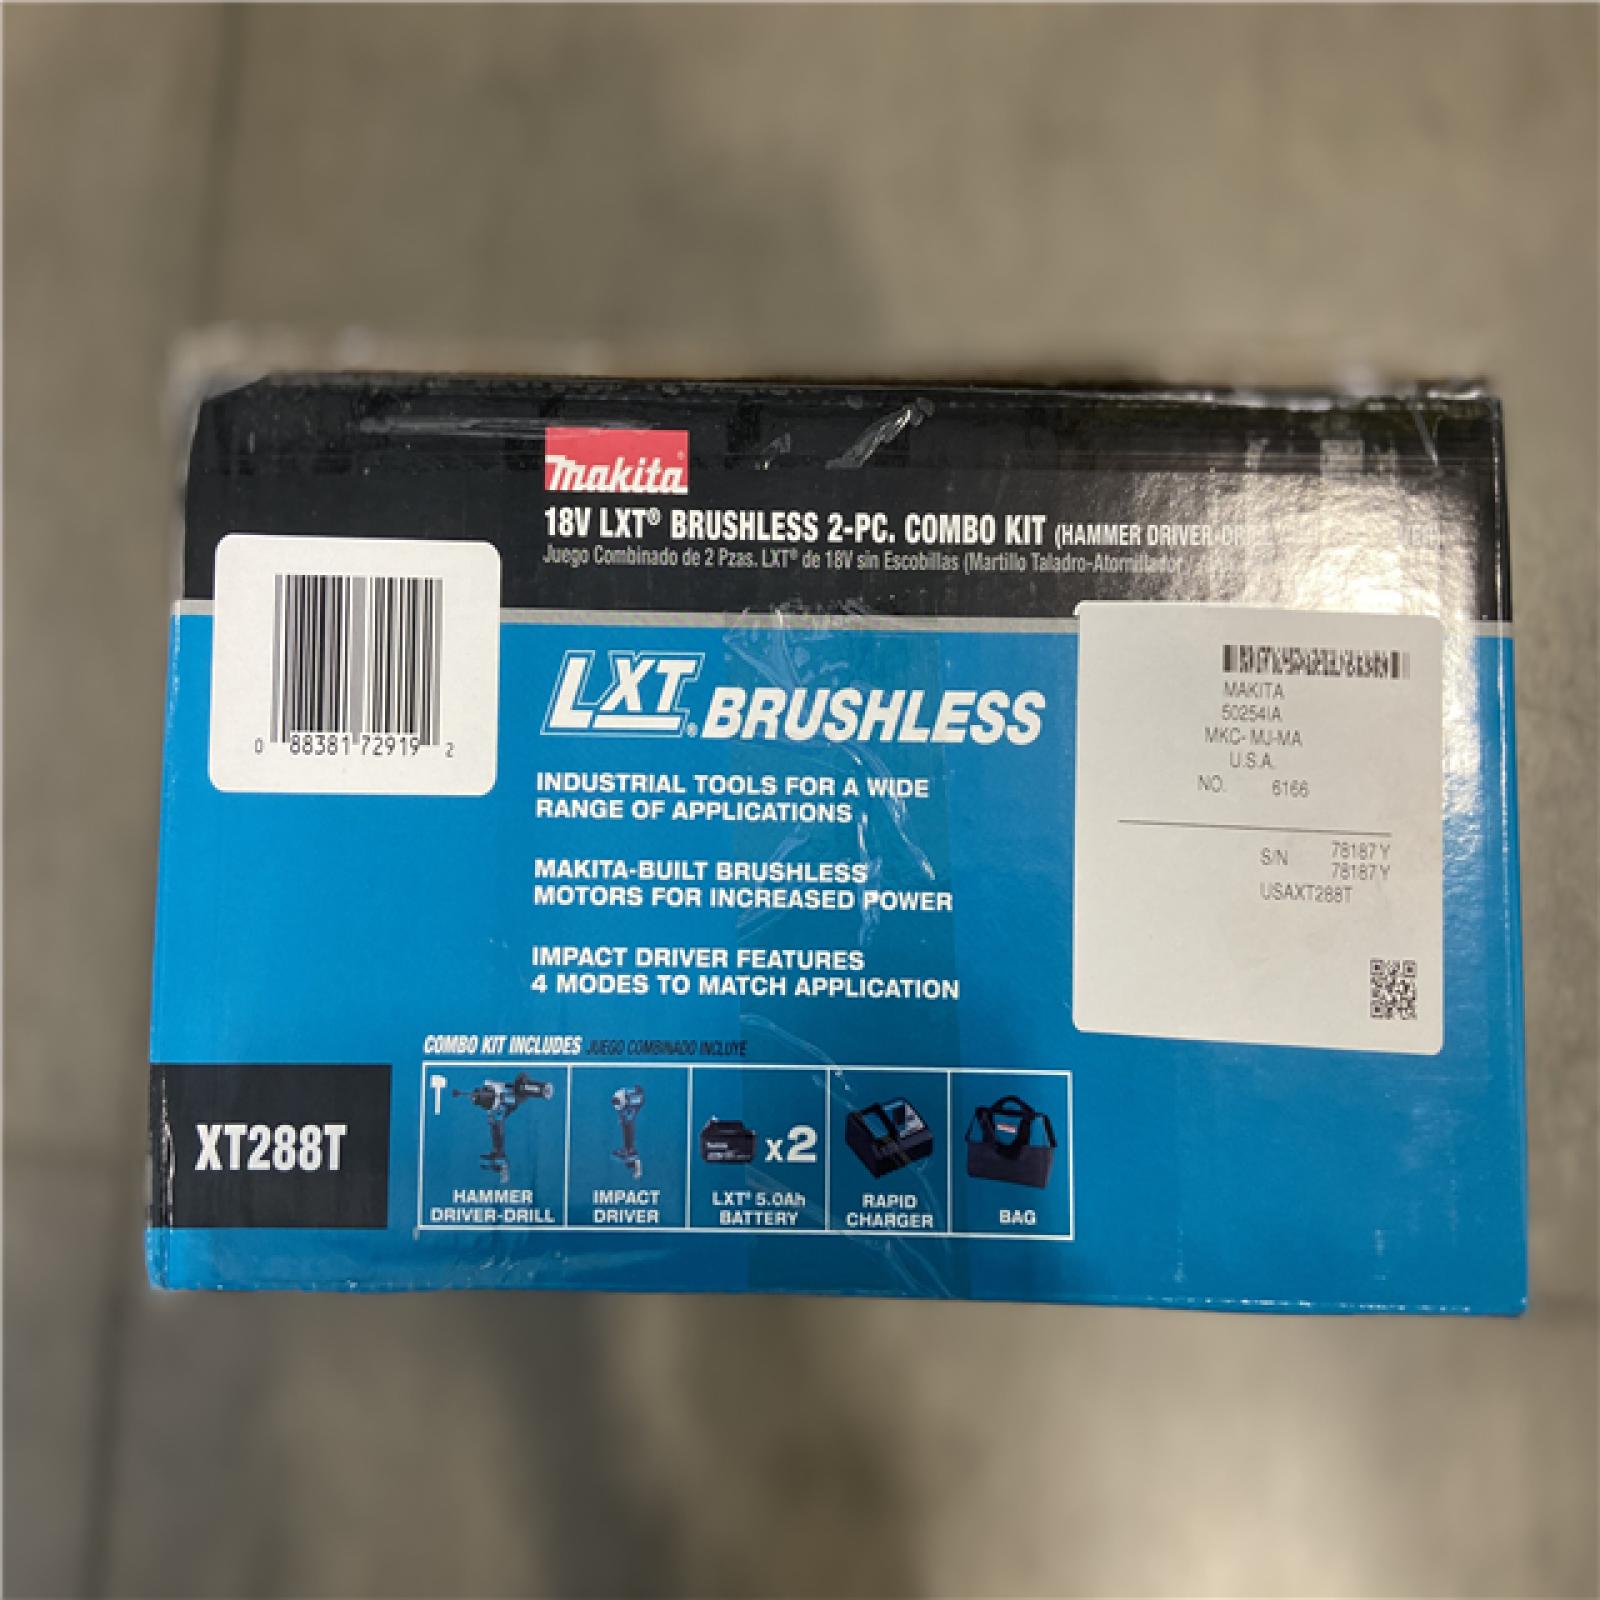 makita
18V LXT® BRUSHLESS 2-PC. COMBO KIT (HAMMER DRIVER-DRILL
Juego Combinado de 2 Pzas. LXT® de 18V sin Escobillas (Martillo Taladro-Atornillador
0 88381 72919 2
LXT® BRUSHLESS
INDUSTRIAL TOOLS FOR A WIDE
RANGE OF APPLICATIONS
MAKITA-BUILT BRUSHLESS
MOTORS FOR INCREASED POWER
IMPACT DRIVER FEATURES
4 MODES TO MATCH APPLICATION
MAKITA
50254IA
MKC- MJ-MA
U.S.A.
NO. 6166
S/N 78187 Y
78187 Y
USAXT288T
COMBO KIT INCLUDES JUEGO COMBINADO INCLUYE
XT288T
x2
HAMMER
DRIVER-DRILL
IMPACT
DRIVER
LXT® 5.0Ah
BATTERY
RAPID
CHARGER
BAG